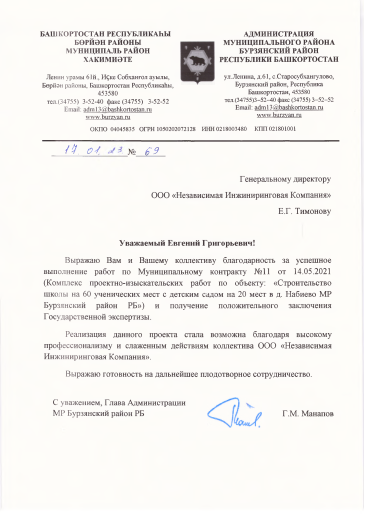 БАШҠОРТОСТАН РЕСПУБЛИКАҺЫ
БӨРЙӘН РАЙОНЫ
МУНИЦИПАЛЬ РАЙОН
ХАКИМИӘТЕ
Ленин урамы 61й., Иҫке Собханғол ауылы,
Бөрйән районы, Башҡортостан Республикаһы,
453580
тел.(34755) 3-52-40 факс (34755) 3-52-52
Email: adm13@bashkortostan.ru
www.burzyan.ru
АДМИНИСТРАЦИЯ
МУНИЦИПАЛЬНОГО РАЙОНА
БУРЗЯНСКИЙ РАЙОН
РЕСПУБЛИКИ БАШКОРТОСТАН
ул.Ленина, д.61, с.Старосубхангулово,
Бурзянский район, Республика
Башкортостан, 453580
тел.(34755)3-52-40 факс (34755) 3-52-52
Email: adm13@bashkortostan.ru
www.burzyan.ru
ОКПО 04045835 ОГРН 1050202072128 ИНН 0218003480 КПП 021801001
17 01. 23 № 69
Генеральному директору
ООО «Независимая Инжиниринговая Компания»
Е.Г. Тимонову
Уважаемый Евгений Григорьевич!
Выражаю Вам и Вашему коллективу благодарность за успешное
выполнение работ по Муниципальному контракту №11 от 14.05.2021
(Комплекс проектно-изыскательских работ по объекту: «Строительство
школы на 60 ученических мест с детским садом на 20 мест в д. Набиево МР
Бурзянский район РБ») и получение положительного заключения
Государственной экспертизы.
Реализация данного проекта стала возможна благодаря высокому
профессионализму и слаженным действиям коллектива ООО «Независимая
Инжиниринговая Компания».
Выражаю готовность на дальнейшее плодотворное сотрудничество.
С уважением, Глава Администрации
МР Бурзянский район РБ
Г.М. Манапов